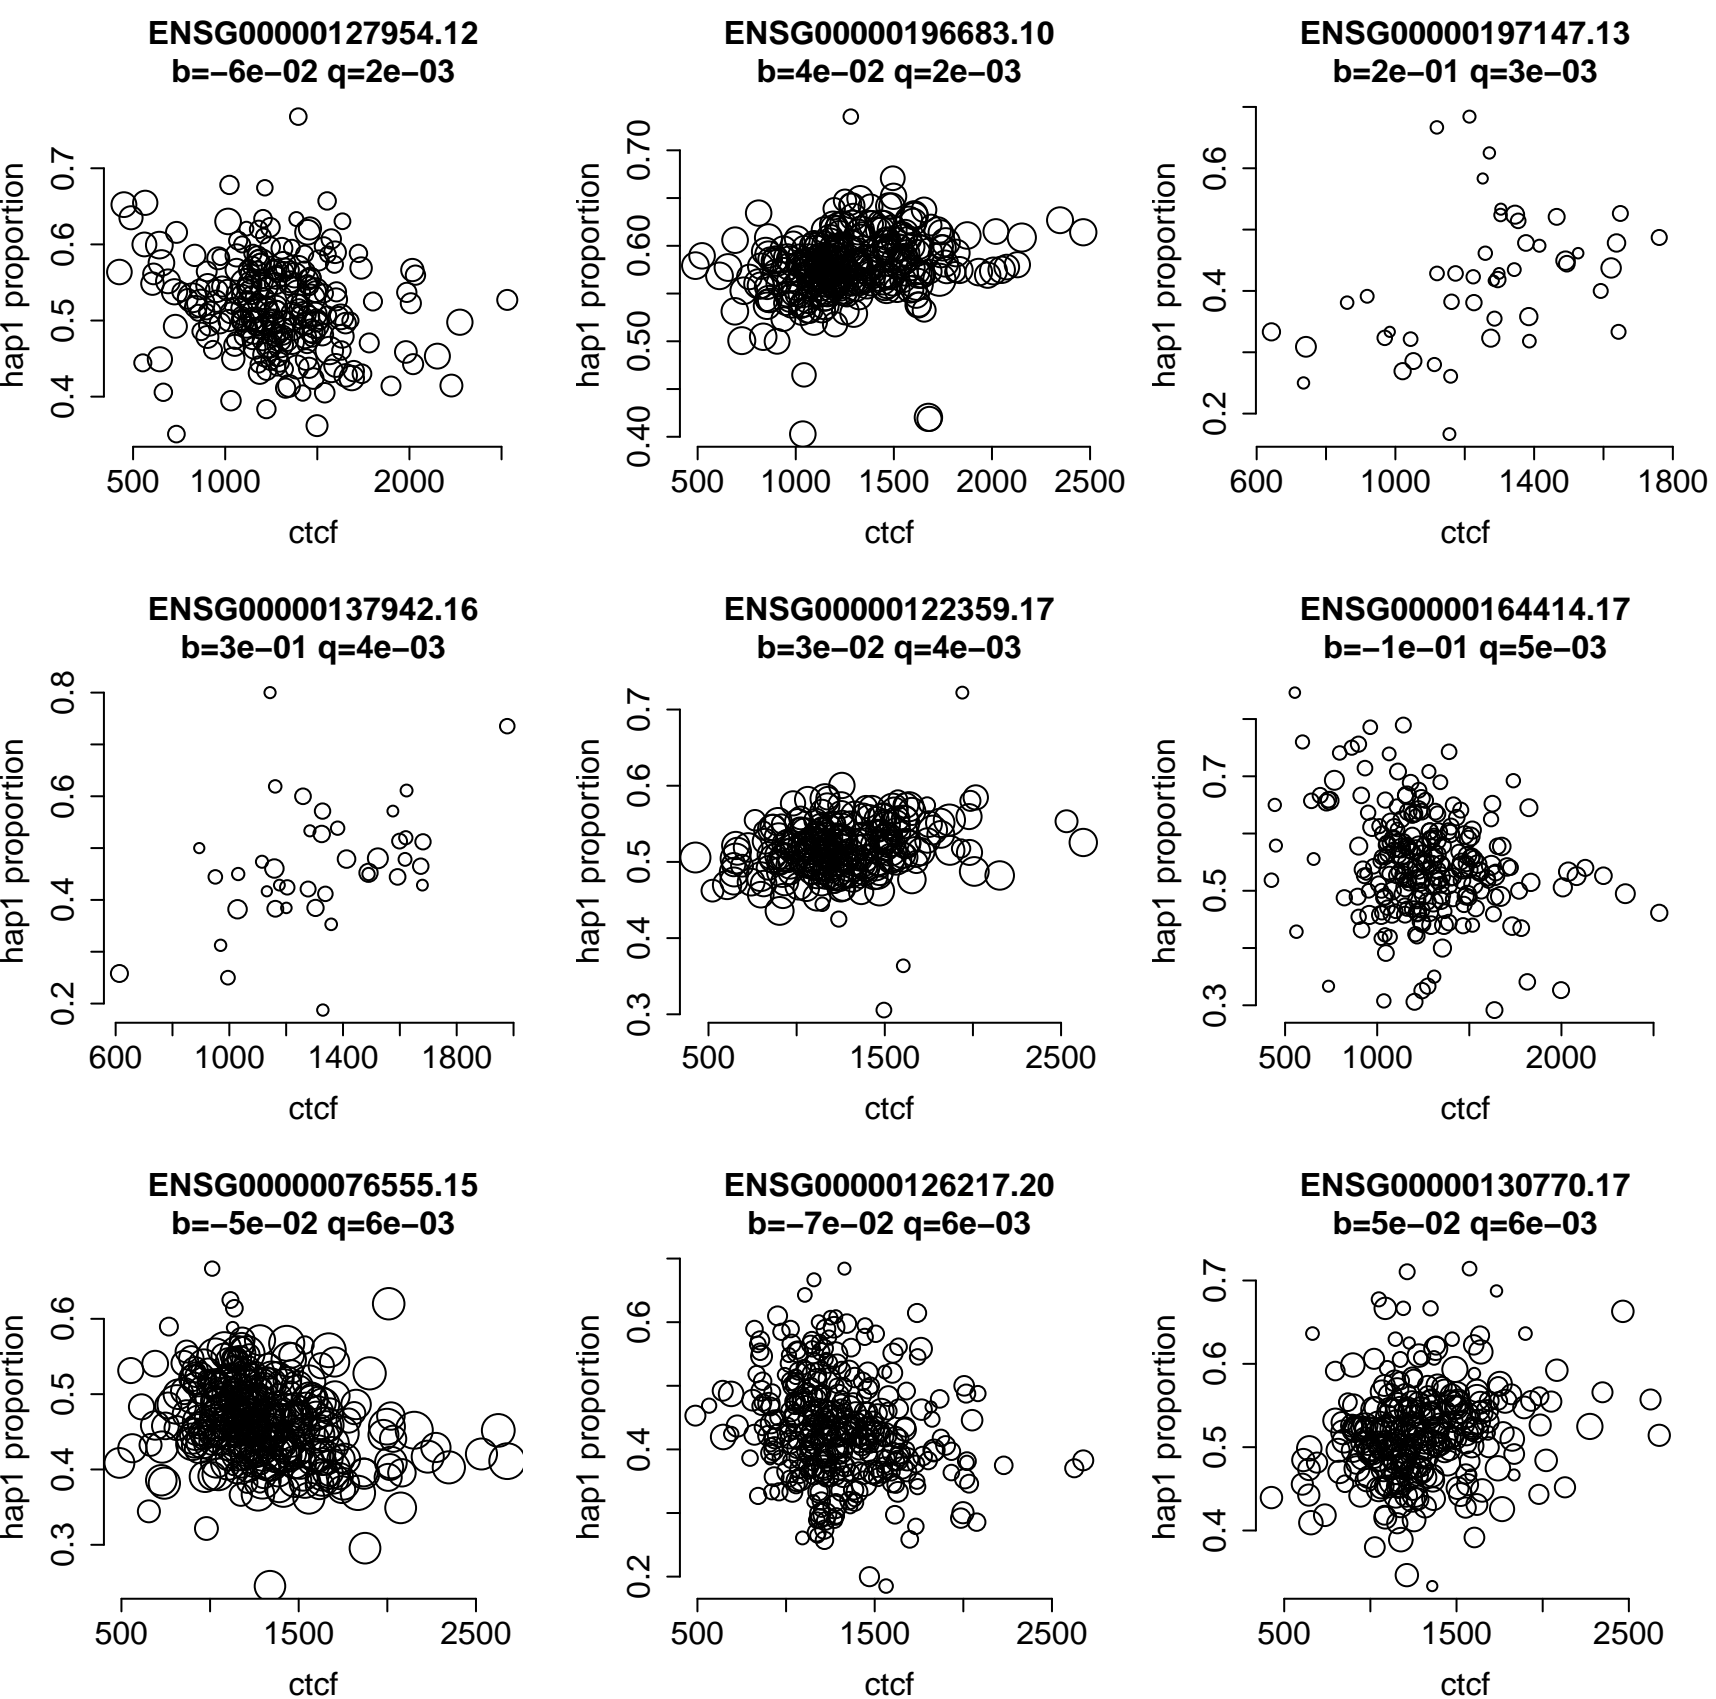 ENSG00000127954.12
b=−6e−02 q=2e−03
hap1 proportion
0.4 0.5 0.6 0.7
500 1000 2000
ctcf
ENSG00000196683.10
b=4e−02 q=2e−03
hap1 proportion
0.40 0.50 0.60 0.70
500 1000 1500 2000 2500
ctcf
ENSG00000197147.13
b=2e−01 q=3e−03
hap1 proportion
0.2 0.4 0.6
600 1000 1400 1800
ctcf
ENSG00000137942.16
b=3e−01 q=4e−03
hap1 proportion
0.2 0.4 0.6 0.8
600 1000 1400 1800
ctcf
ENSG00000122359.17
b=3e−02 q=4e−03
hap1 proportion
0.3 0.4 0.5 0.6 0.7
500 1500 2500
ctcf
ENSG00000164414.17
b=−1e−01 q=5e−03
hap1 proportion
0.3 0.5 0.7
500 1000 2000
ctcf
ENSG00000076555.15
b=−5e−02 q=6e−03
hap1 proportion
0.3 0.4 0.5 0.6
500 1500 2500
ctcf
ENSG00000126217.20
b=−7e−02 q=6e−03
hap1 proportion
0.2 0.4 0.6
500 1500 2500
ctcf
ENSG00000130770.17
b=5e−02 q=6e−03
hap1 proportion
0.4 0.5 0.6 0.7
500 1500 2500
ctcf